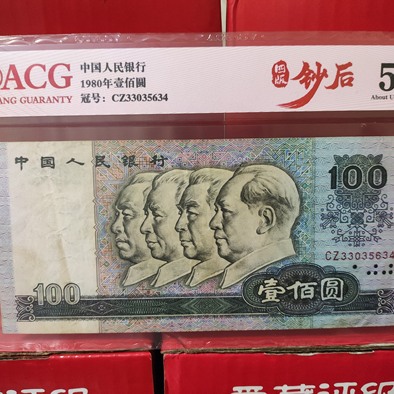 ACG
ANG GUARANTY
中国人民银行
1980年壹佰圆
冠号: CZ33035634
四版 钞后
5
About U
中国人民银行
100
CZ33035634
100
壹佰圆